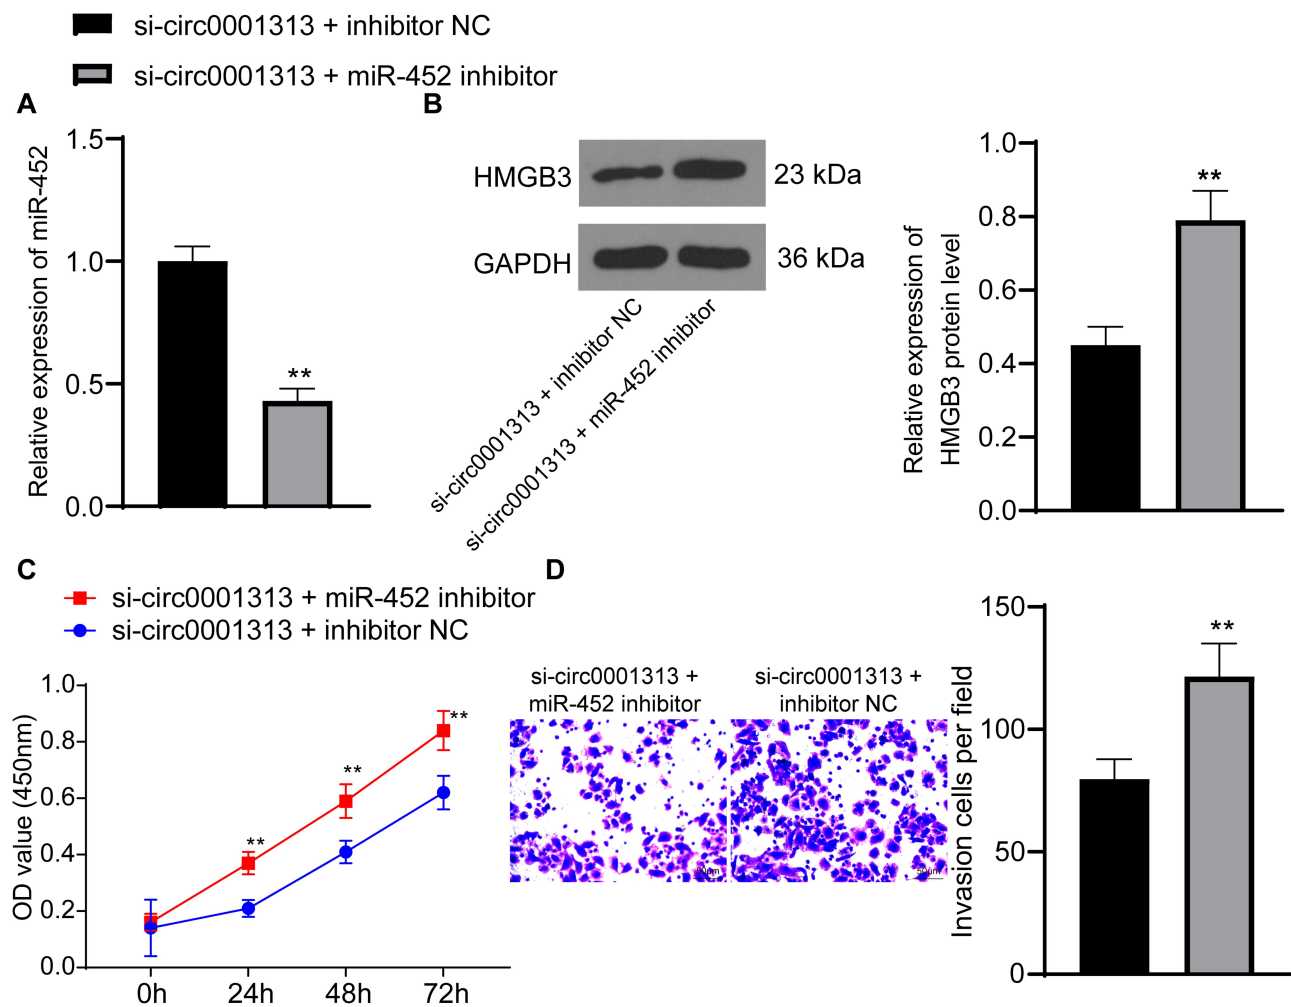 si-circ0001313 + inhibitor NC
si-circ0001313 + miR-452 inhibitor
A
Relative expression of miR-452
1.5
1.0
0.5
0.0
**
B
HMGB3
23 kDa
GAPDH
36 kDa
si-circ0001313 + inhibitor NC
si-circ0001313 + miR-452 inhibitor
Relative expression of
HMGB3 protein level
1.0
0.8
0.6
0.4
0.2
0.0
**
C
si-circ0001313 + miR-452 inhibitor
si-circ0001313 + inhibitor NC
OD value (450nm)
1.0
0.8
0.6
0.4
0.2
0.0
**
**
**
0h
24h
48h
72h
D
si-circ0001313 +
miR-452 inhibitor
si-circ0001313 +
inhibitor NC
50um
Invasion cells per field
150
100
50
0
**